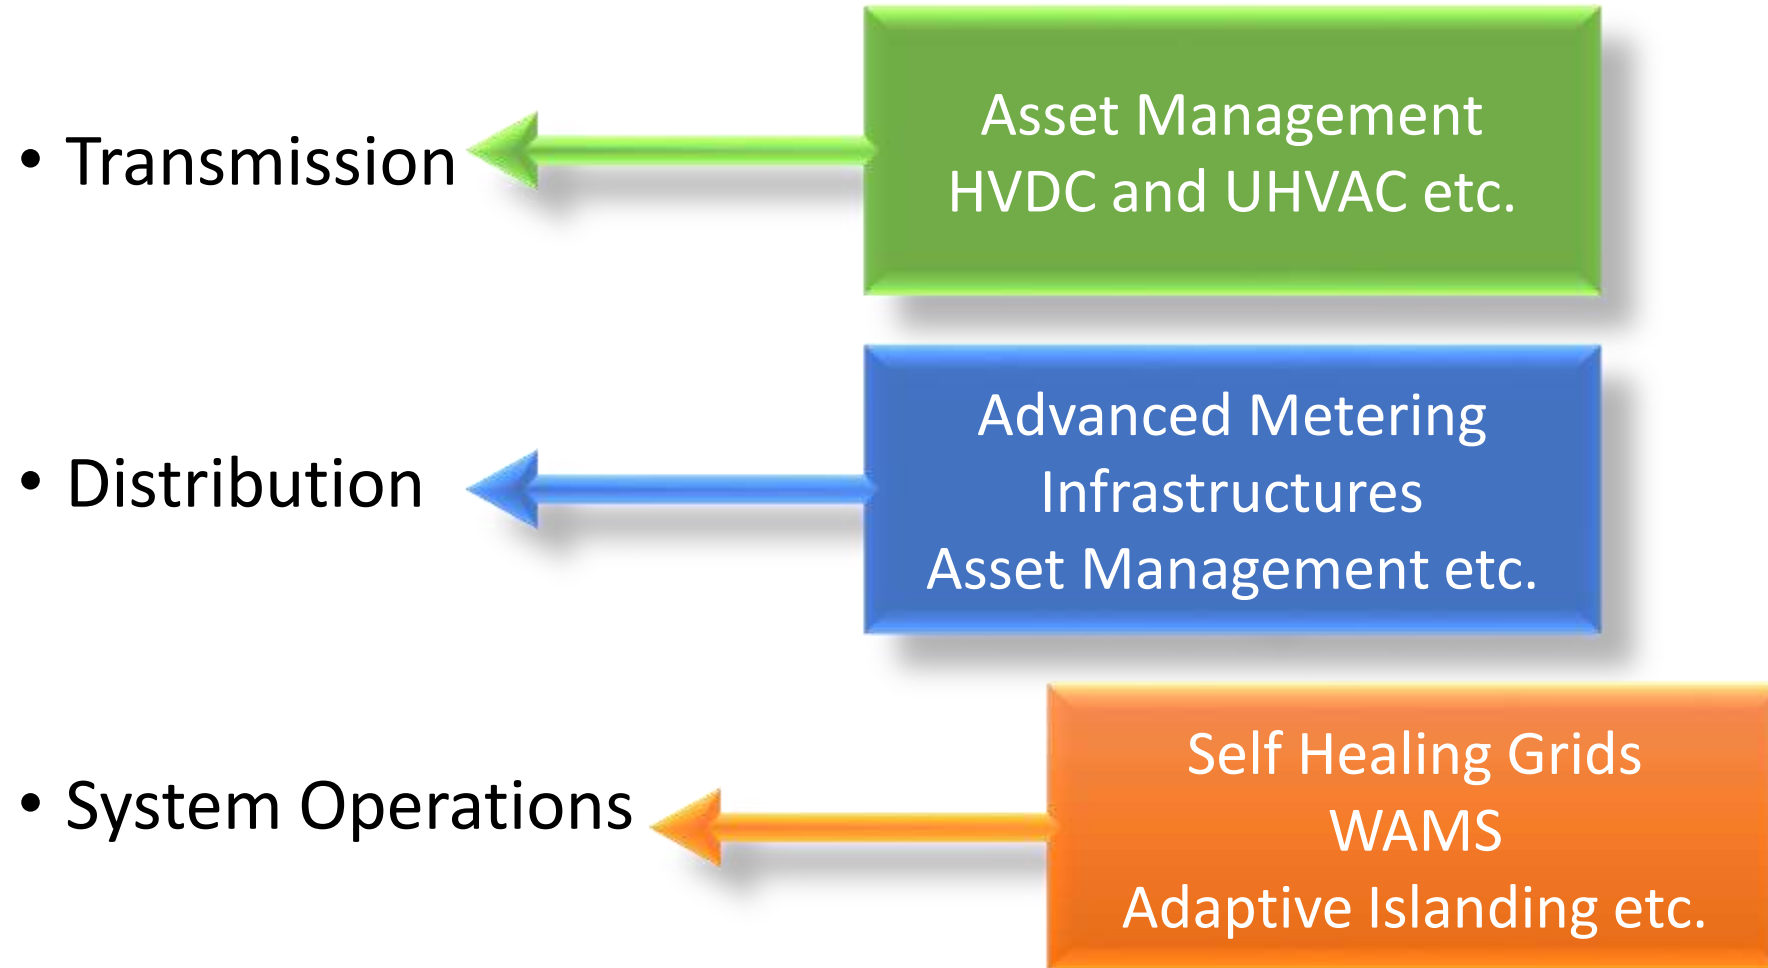 • Transmission
Asset Management
HVDC and UHVAC etc.
• Distribution
Advanced Metering
Infrastructures
Asset Management etc.
• System Operations
Self Healing Grids
WAMS
Adaptive Islanding etc.